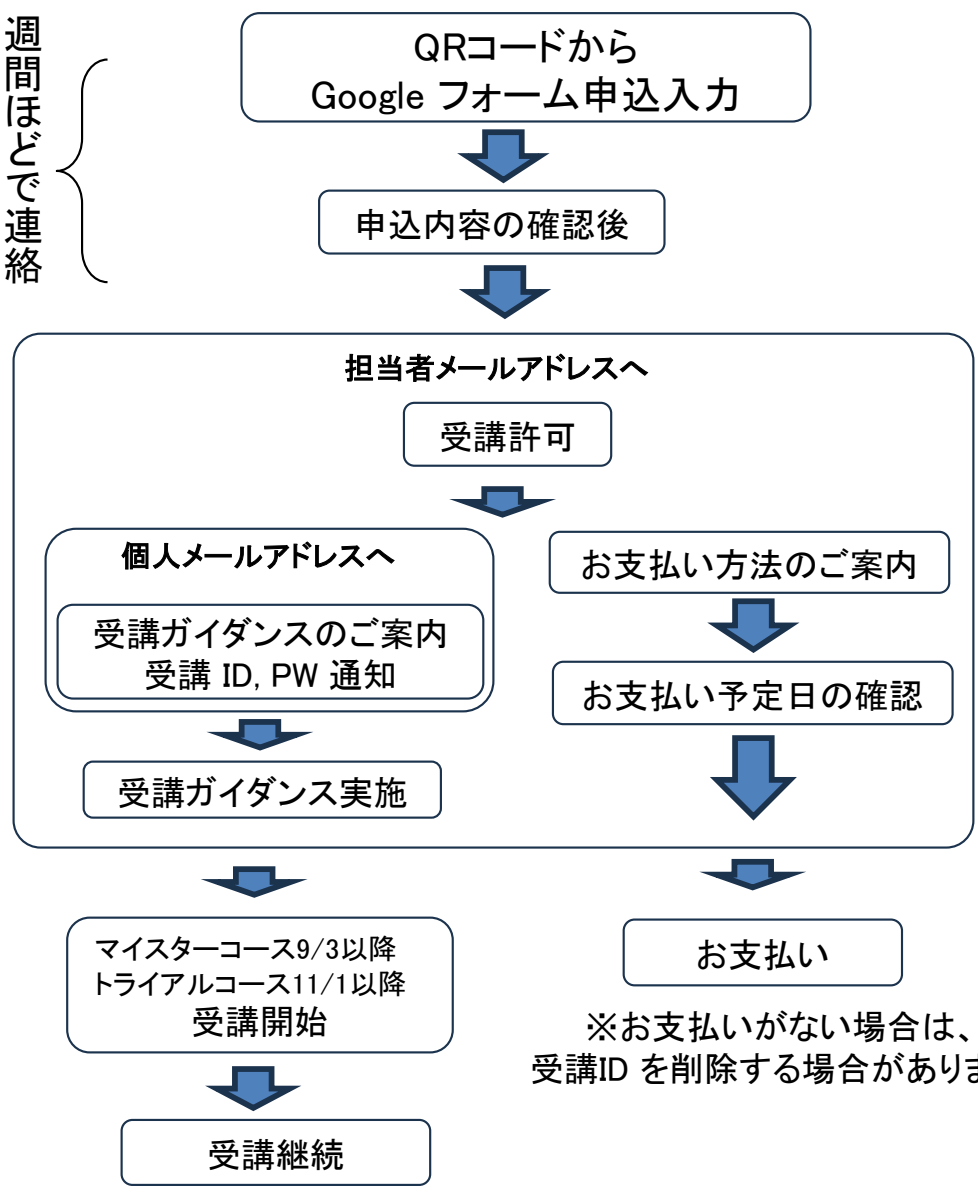 週間ほどで連絡
QRコードから
Google フォーム申込入力
申込内容の確認後
担当者メールアドレスへ
受講許可
個人メールアドレスへ
受講ガイダンスのご案内
受講 ID, PW 通知
受講ガイダンス実施
お支払い方法のご案内
お支払い予定日の確認
マイスターコース9/3以降
トライアルコース11/1以降
受講開始
受講継続
お支払い
※お支払いがない場合は、
受講ID を削除する場合があります